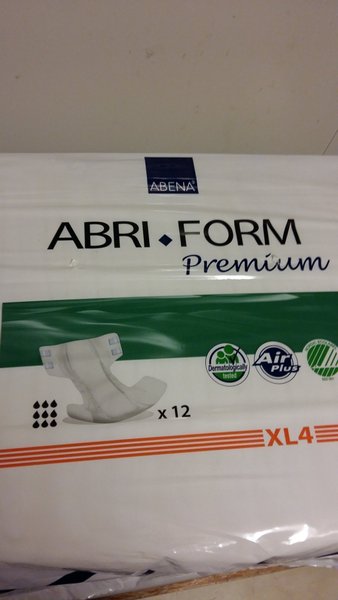 ABENA®
ABRI • FORM
Premium
Dermatologically
tested
Air
Plus
x 12
XL4